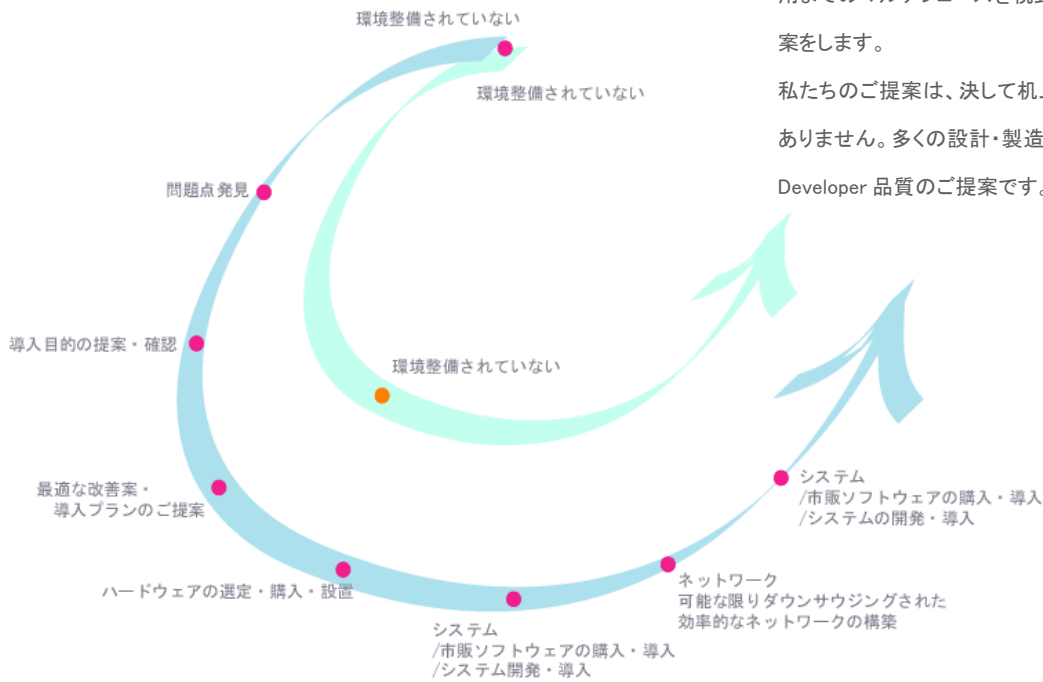 環境整備されていない
案をします。
環境整備されていない
私たちのご提案は、決して机
ありません。多くの設計・製造
問題点発見
Developer 品質のご提案です。
導入目的の提案・確認
環境整備されていない
最適な改善案・
導入プランのご提案
システム
/市販ソフトウェアの購入・導入
/システムの開発・導入
ハードウェアの選定・購入・設置
ネットワーク
可能な限りダウンサウジングされた
効率的なネットワークの構築
システム
/市販ソフトウェアの購入・導入
/システム開発・導入